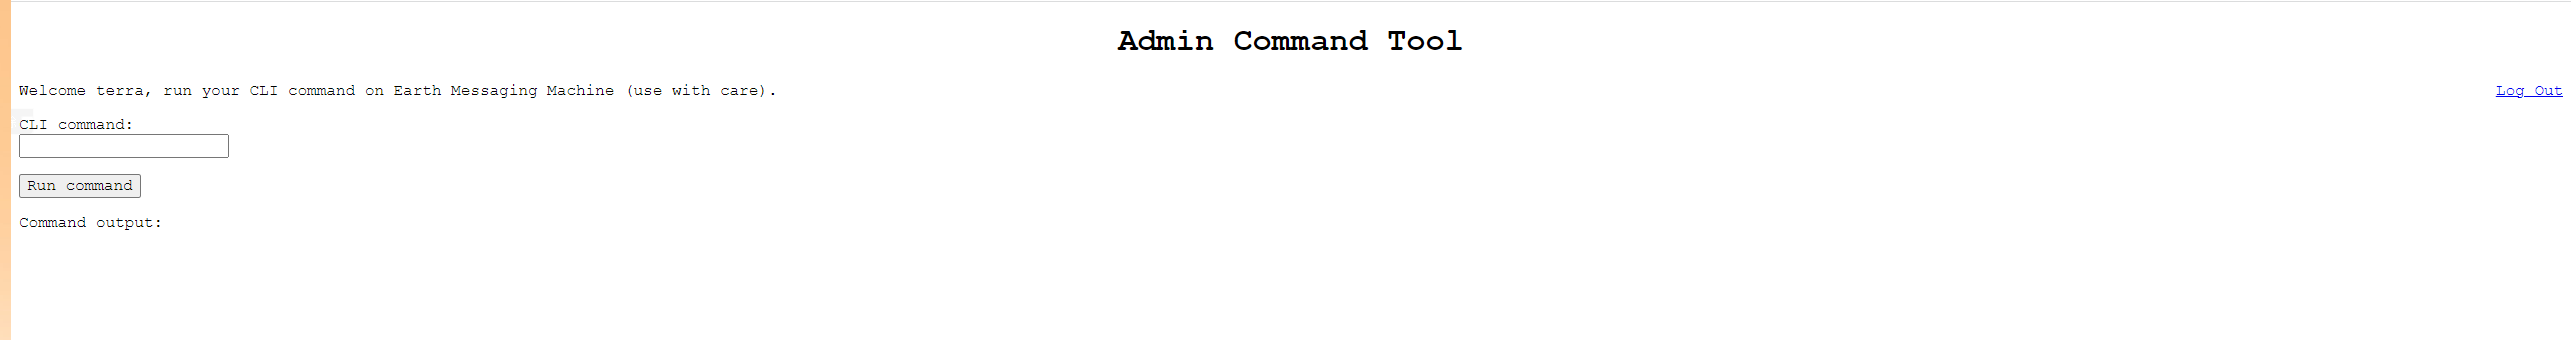 Admin Command Tool
Welcome terra, run your CLI command on Earth Messaging Machine (use with care).
Log Out
CLI command:
Run command
Command output: